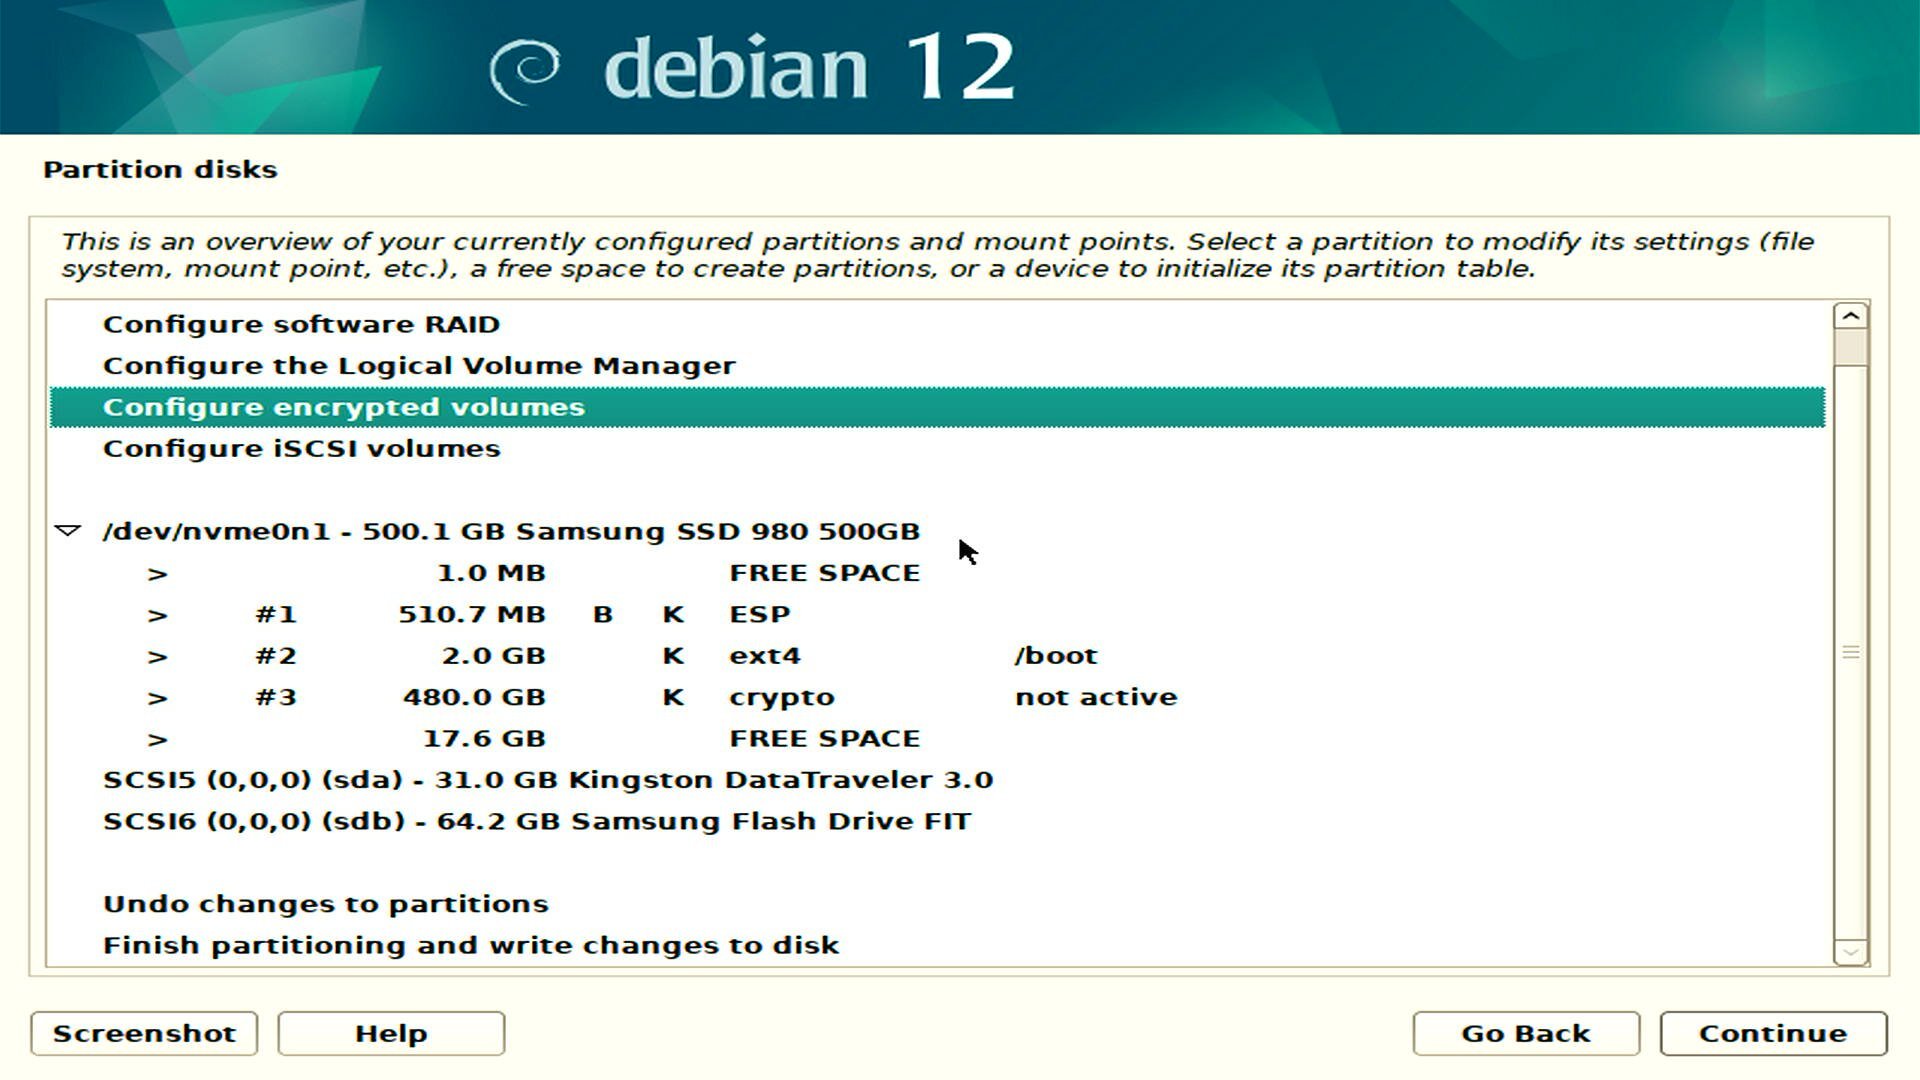 debian 12
Partition disks
This is an overview of your currently configured partitions and mount points. Select a partition to modify its settings (file
system, mount point, etc.), a free space to create partitions, or a device to initialize its partition table.
Configure software RAID
Configure the Logical Volume Manager
Configure encrypted volumes
Configure iSCSI volumes
/dev/nvme0n1 - 500.1 GB Samsung SSD 980 500GB
> 1.0 MB FREE SPACE
> #1 510.7 MB B K ESP
> #2 2.0 GB K ext4 /boot
> #3 480.0 GB K crypto not active
> 17.6 GB FREE SPACE
SCSI5 (0,0,0) (sda) - 31.0 GB Kingston DataTraveler 3.0
SCSI6 (0,0,0) (sdb) - 64.2 GB Samsung Flash Drive FIT
Undo changes to partitions
Finish partitioning and write changes to disk
Screenshot Help Go Back Continue